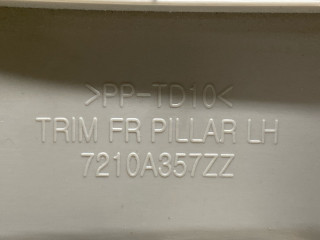 >PP-TD10<
TRIM FR PILLAR LH
7210A357ZZ